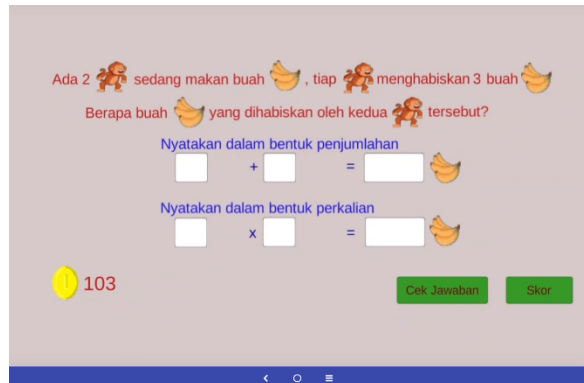 Ada 2 sedang makan buah , tiap menghabiskan 3 buah
Berapa buah yang dihabiskan oleh kedua tersebut?
Nyatakan dalam bentuk penjumlahan
+ =
Nyatakan dalam bentuk perkalian
x =
103
Cek Jawaban Skor